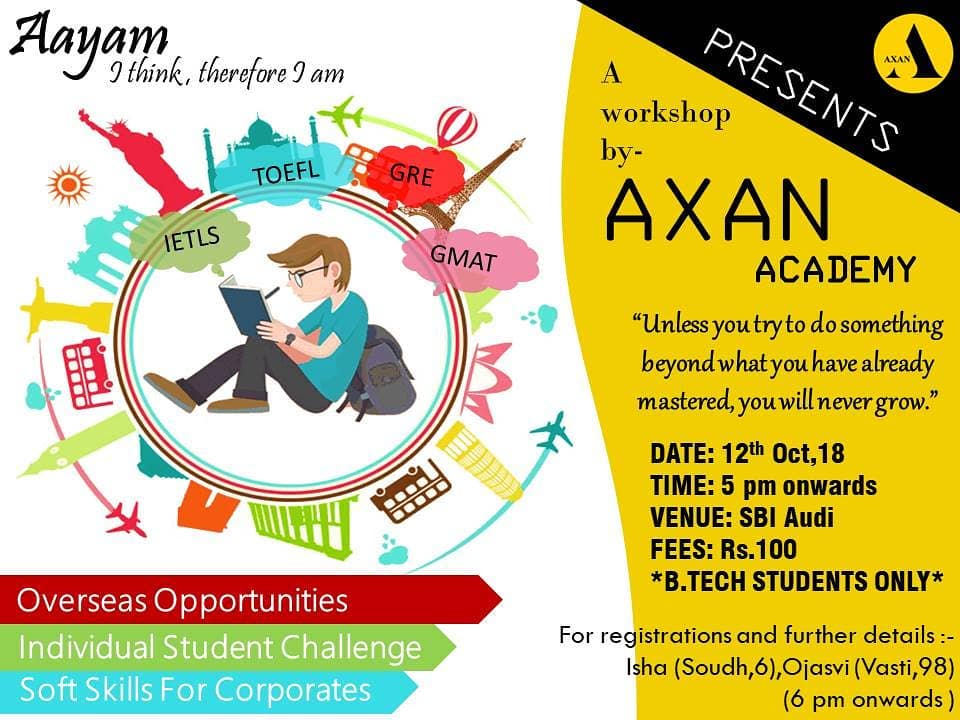 Aayam
I think, therefore I am
TOEFL
GRE
IETLS
GMAT
Overseas Opportunities
Individual Student Challenge
Soft Skills For Corporates
PRESENTS
AXAN
A
A
workshop
by-
AXAN
ACADEMY
“Unless you try to do something
beyond what you have already
mastered, you will never grow.”
DATE: 12th Oct,18
TIME: 5 pm onwards
VENUE: SBI Audi
FEES: Rs.100
*B.TECH STUDENTS ONLY*
For registrations and further details :-
Isha (Soudh,6),Ojasvi (Vasti,98)
(6 pm onwards )